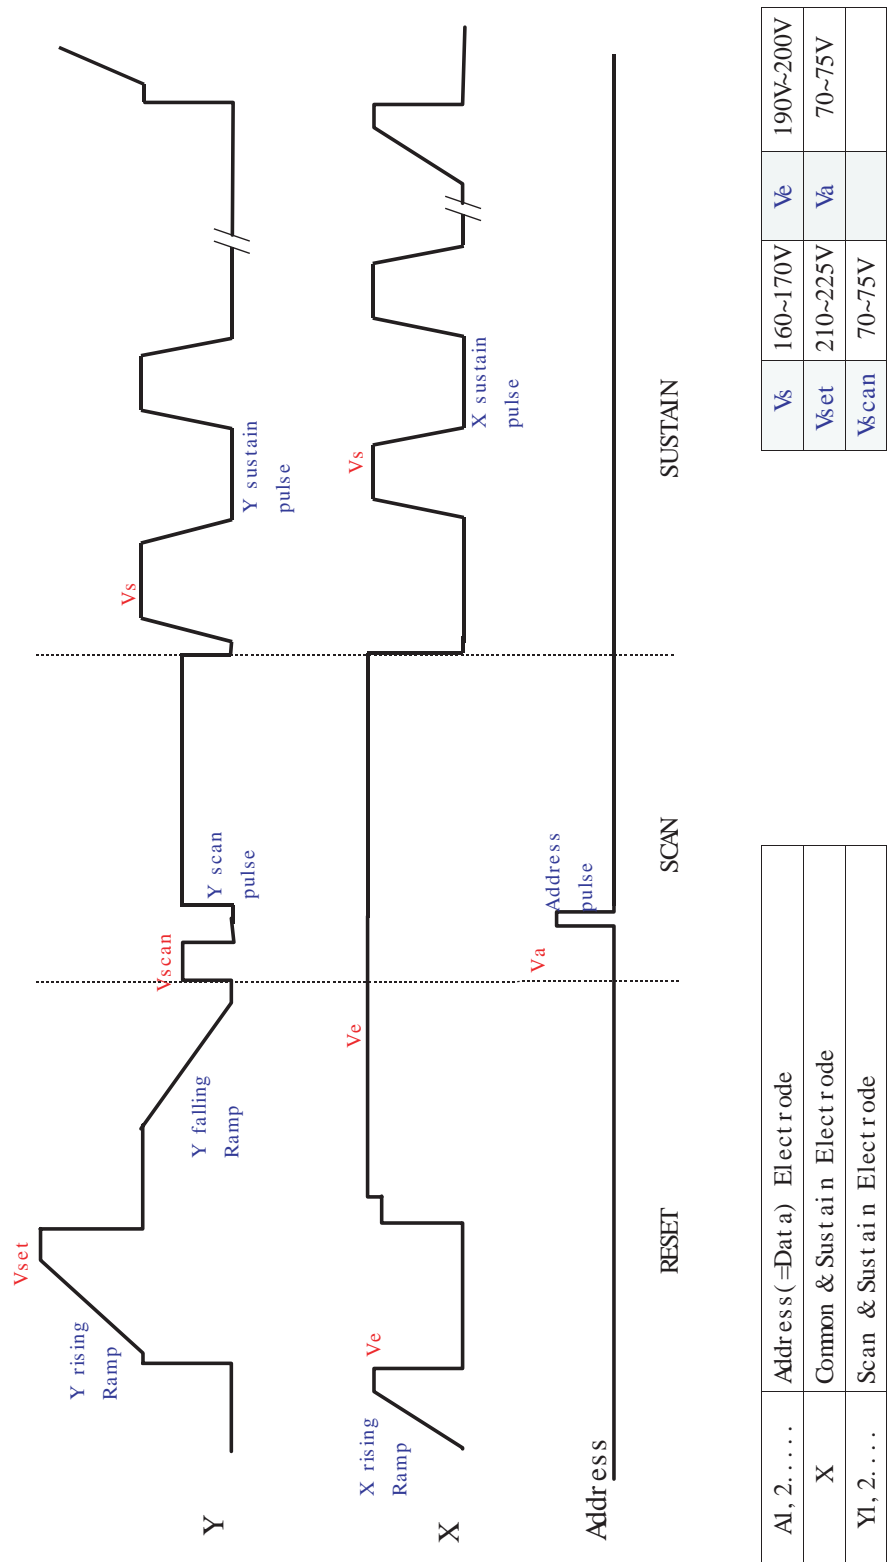 Y
Y rising
Ramp
Vset
Y falling
Ramp
Vscan
Y scan
pulse
Vs
Y sustain
pulse
X
X rising
Ramp
Ve
Ve
Vs
X sustain
pulse
Address
Va
Address
pulse
RESET
SCAN
SUSTAIN
A1, 2..... Address(=Data) Electrode
X Common & Sustain Electrode
Y1, 2.... Scan & Sustain Electrode
Vs 160~170V Ve 190V~200V
Vset 210~225V Va 70~75V
Vscan 70~75V